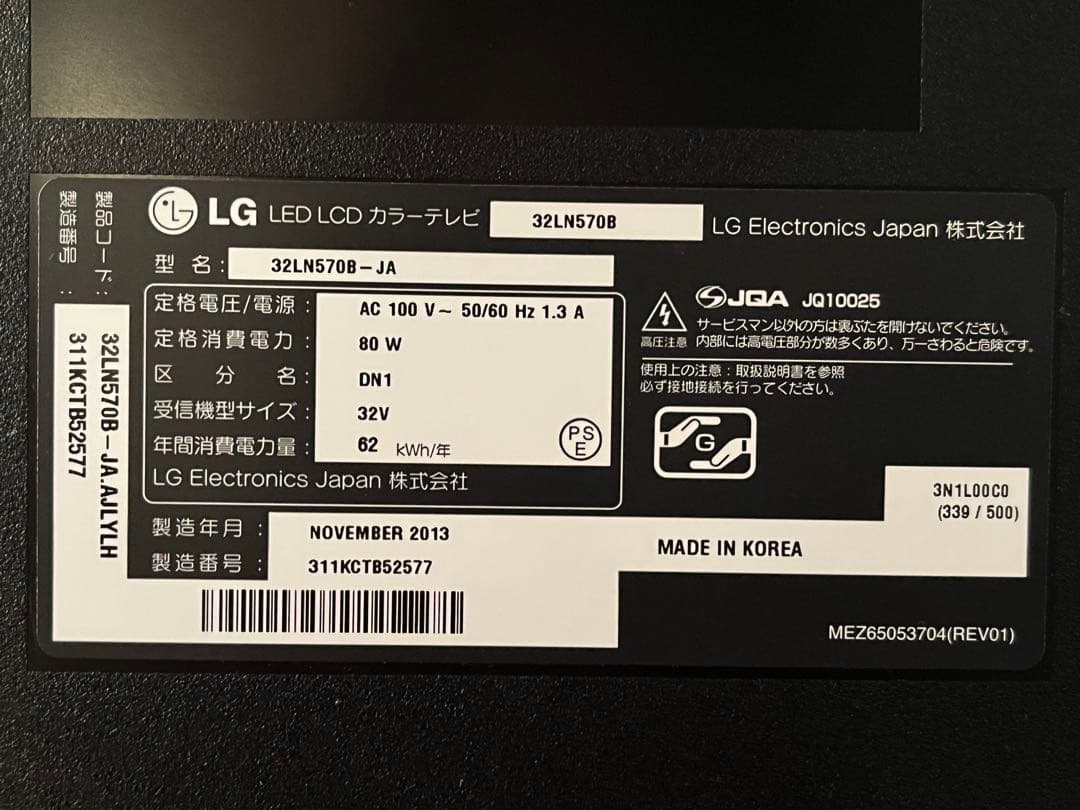 LG LED LCD カラーテレビ 32LN570B LG Electronics Japan 株式会社
型 名 : 32LN570B-JA
定格電圧/電源 : AC 100 V~ 50/60 Hz 1.3 A
定格消費電力 : 80 W
区 分 名 : DN1
受信機型サイズ : 32V
年間消費電力量 : 62 kWh/年
PS E
LG Electronics Japan 株式会社
JQA JQ10025
高圧注意
サービスマン以外の方は裏ぶたを開けないでください。
内部には高電圧部分が数多くあり、万一さわると危険です。
使用上の注意 : 取扱説明書を参照
必ず接地接続を行ってください。
G
製造年月 : NOVEMBER 2013
製造番号 : 311KCTB52577
MADE IN KOREA
3N1L00C0
(339 / 500)
MEZ65053704(REV01)
製品コード : 32LN570B-JA.AJLYLH
製造番号 : 311KCTB52577